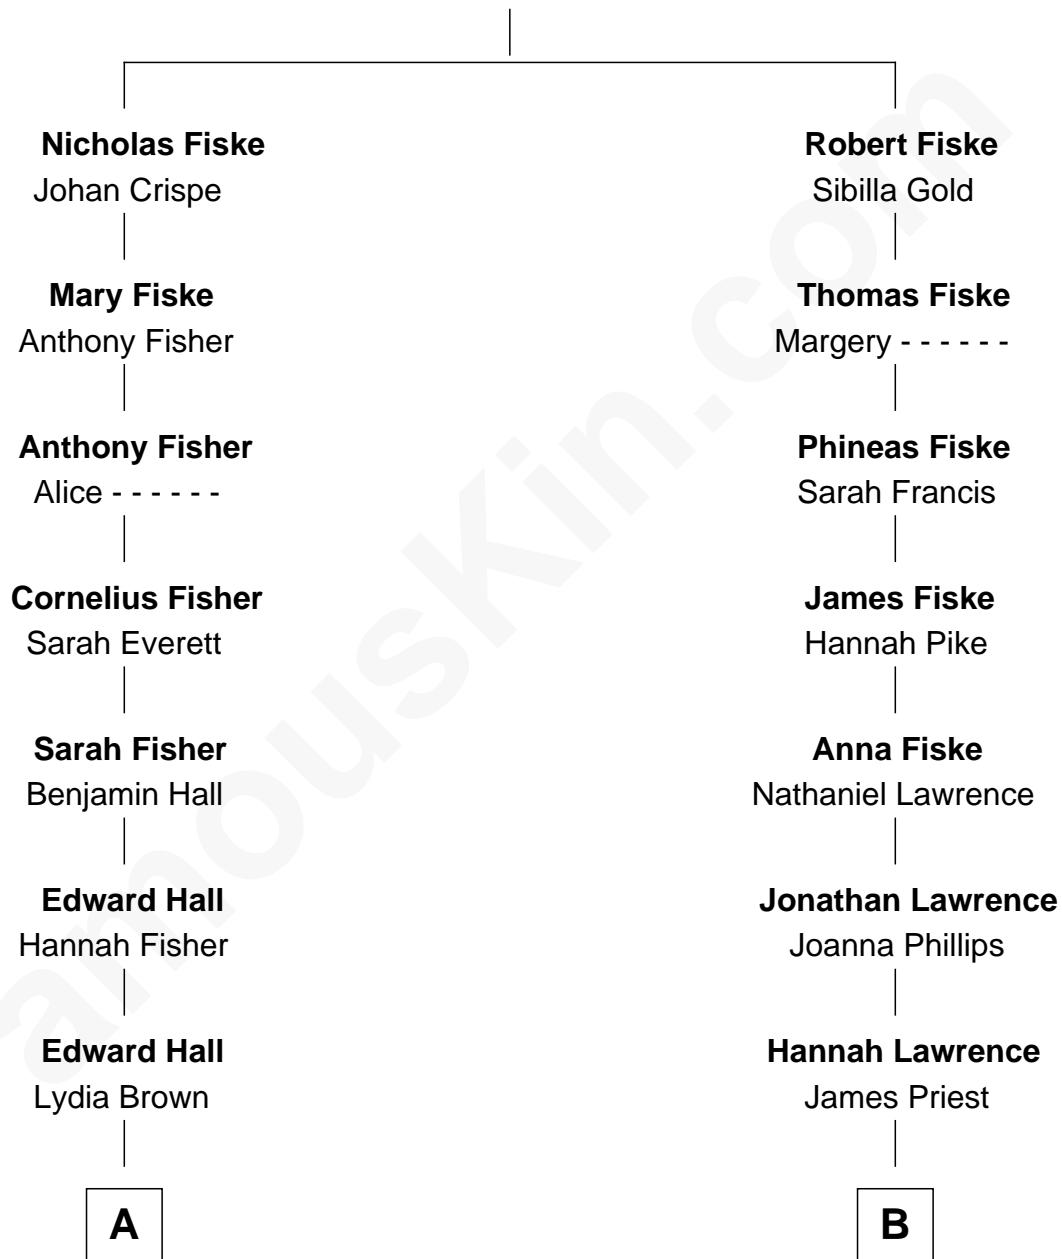 Nicholas Fiske
Johan Crispe
Mary Fiske
Anthony Fisher
Anthony Fisher
Alice - - - - - -
Cornelius Fisher
Sarah Everett
Sarah Fisher
Benjamin Hall
Edward Hall
Hannah Fisher
Edward Hall
Lydia Brown
A
Robert Fiske
Sibilla Gold
Thomas Fiske
Margery - - - - - -
Phineas Fiske
Sarah Francis
James Fiske
Hannah Pike
Anna Fiske
Nathaniel Lawrence
Jonathan Lawrence
Joanna Phillips
Hannah Lawrence
James Priest
B
amouskin.com